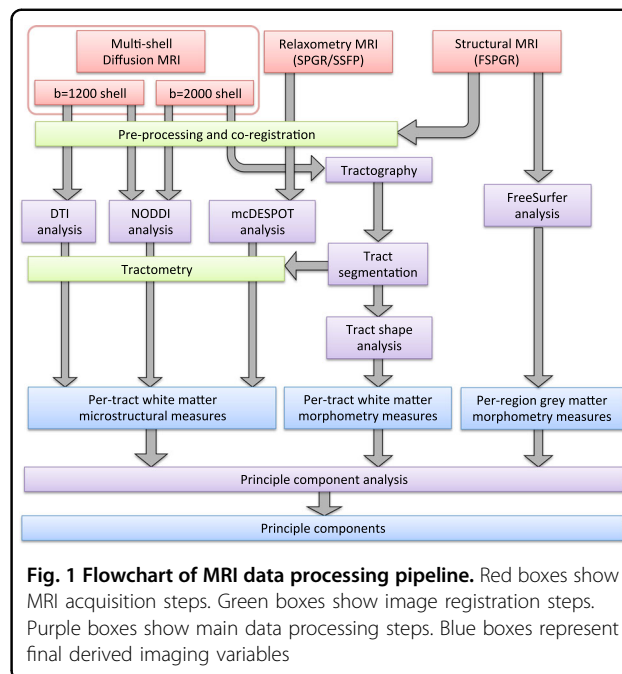 Multi-shell
Diffusion MRI
Relaxometry MRI
(SPGR/SSFP)
Structural MRI
(FSPGR)
b=1200 shell
b=2000 shell
Pre-processing and co-registration
Tractography
DTI
analysis
NODDI
analysis
mcDESPOT
analysis
FreeSurfer
analysis
Tractometry
Tract
segmentation
Tract shape
analysis
Per-tract white matter
microstructural measures
Per-tract white matter
morphometry measures
Per-region grey matter
morphometry measures
Principle component analysis
Principle components
Fig. 1 Flowchart of MRI data processing pipeline. Red boxes show
MRI acquisition steps. Green boxes show image registration steps.
Purple boxes show main data processing steps. Blue boxes represent
final derived imaging variables